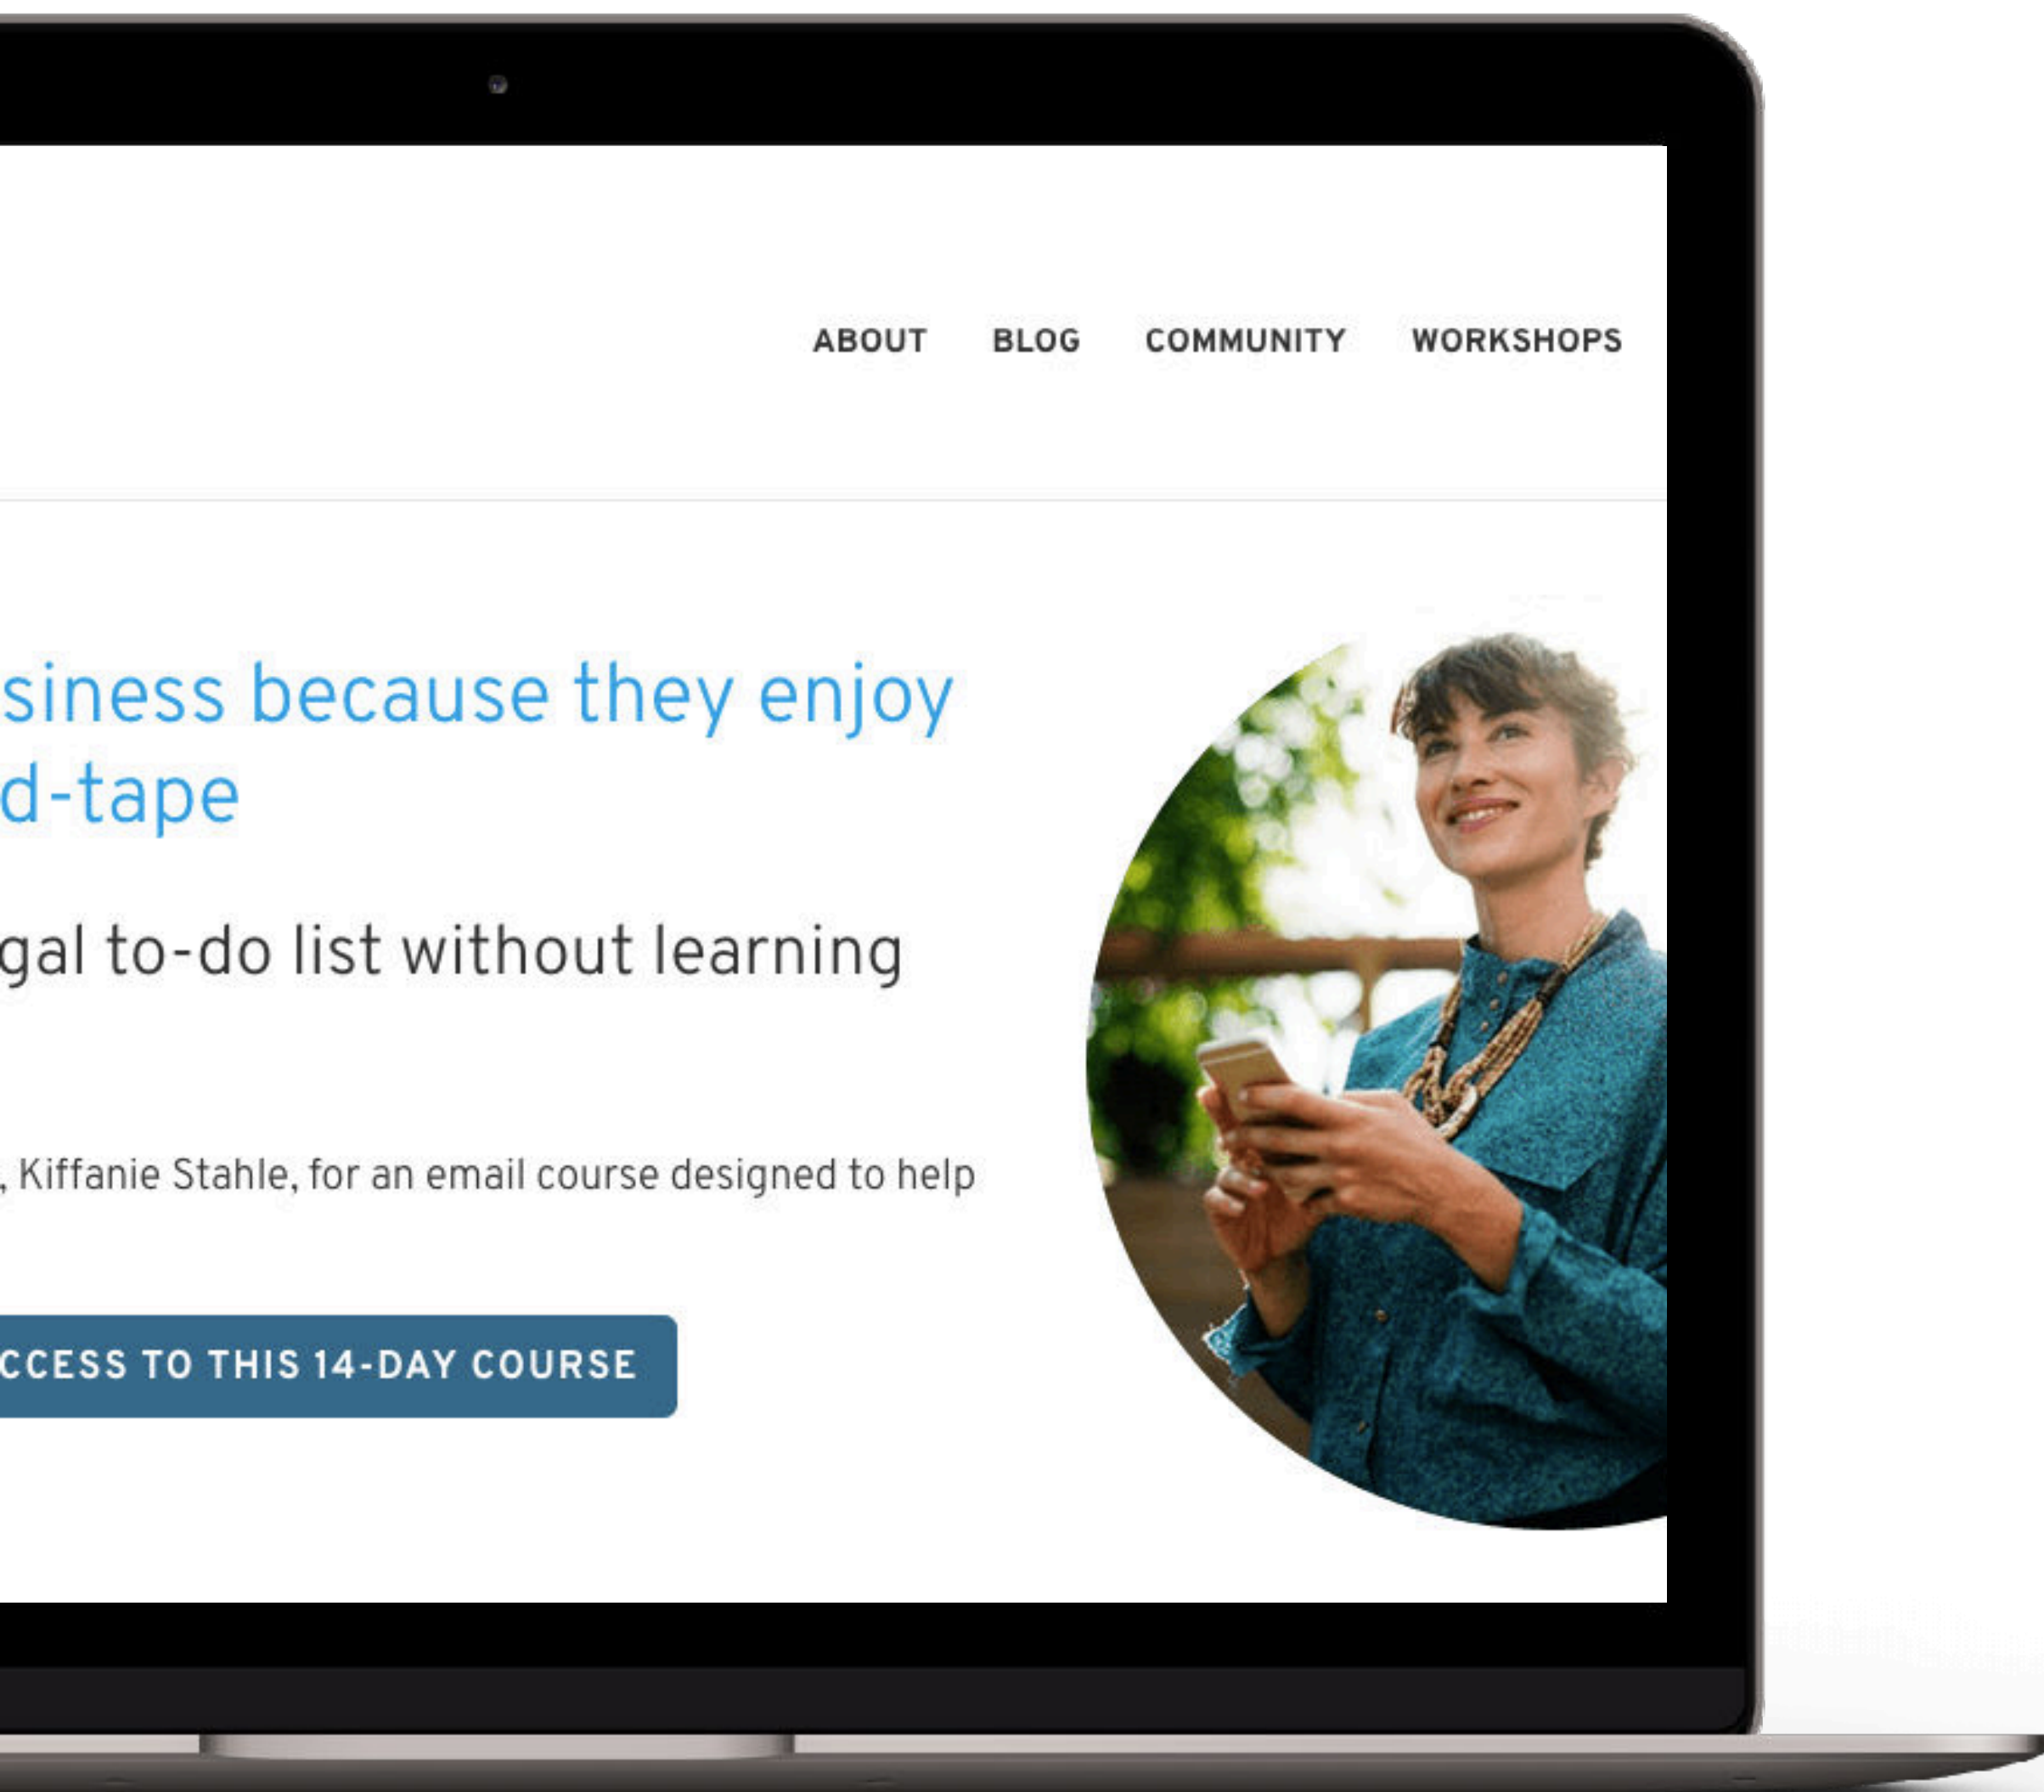 ABOUT BLOG COMMUNITY WORKSHOPS
siness because they enjoy
d-tape
gal to-do list without learning
, Kiffanie Stahle, for an email course designed to help
CCESS TO THIS 14-DAY COURSE